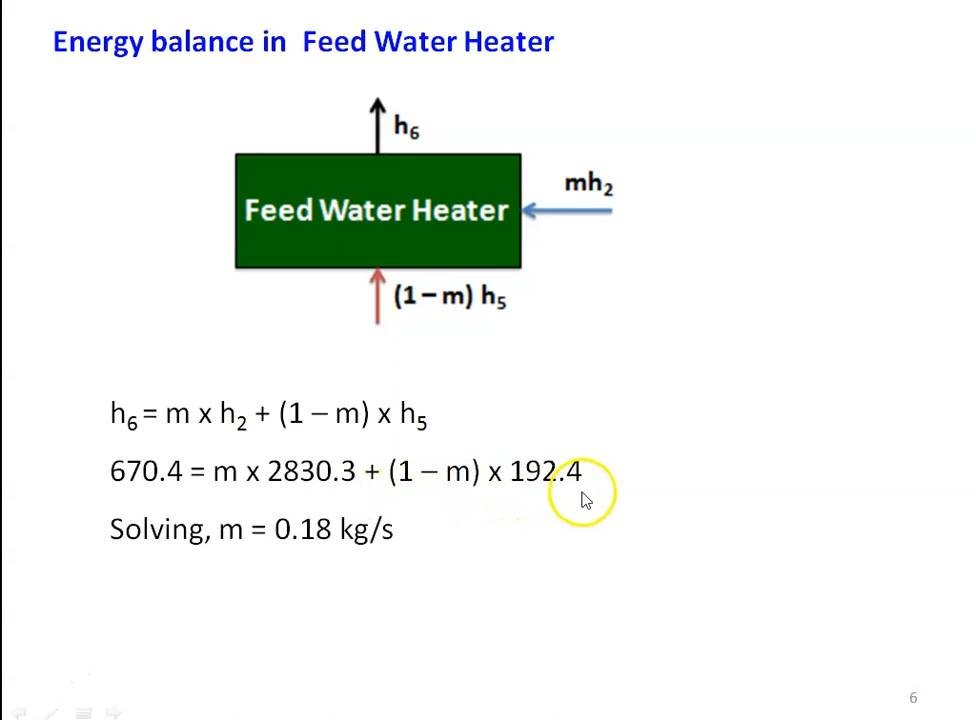 Energy balance in Feed Water Heater
h₆
mh₂
Feed Water Heater
(1 – m) h₅
h₆ = m x h₂ + (1 – m) x h₅
670.4 = m x 2830.3 + (1 – m) x 192.4
Solving, m = 0.18 kg/s
6